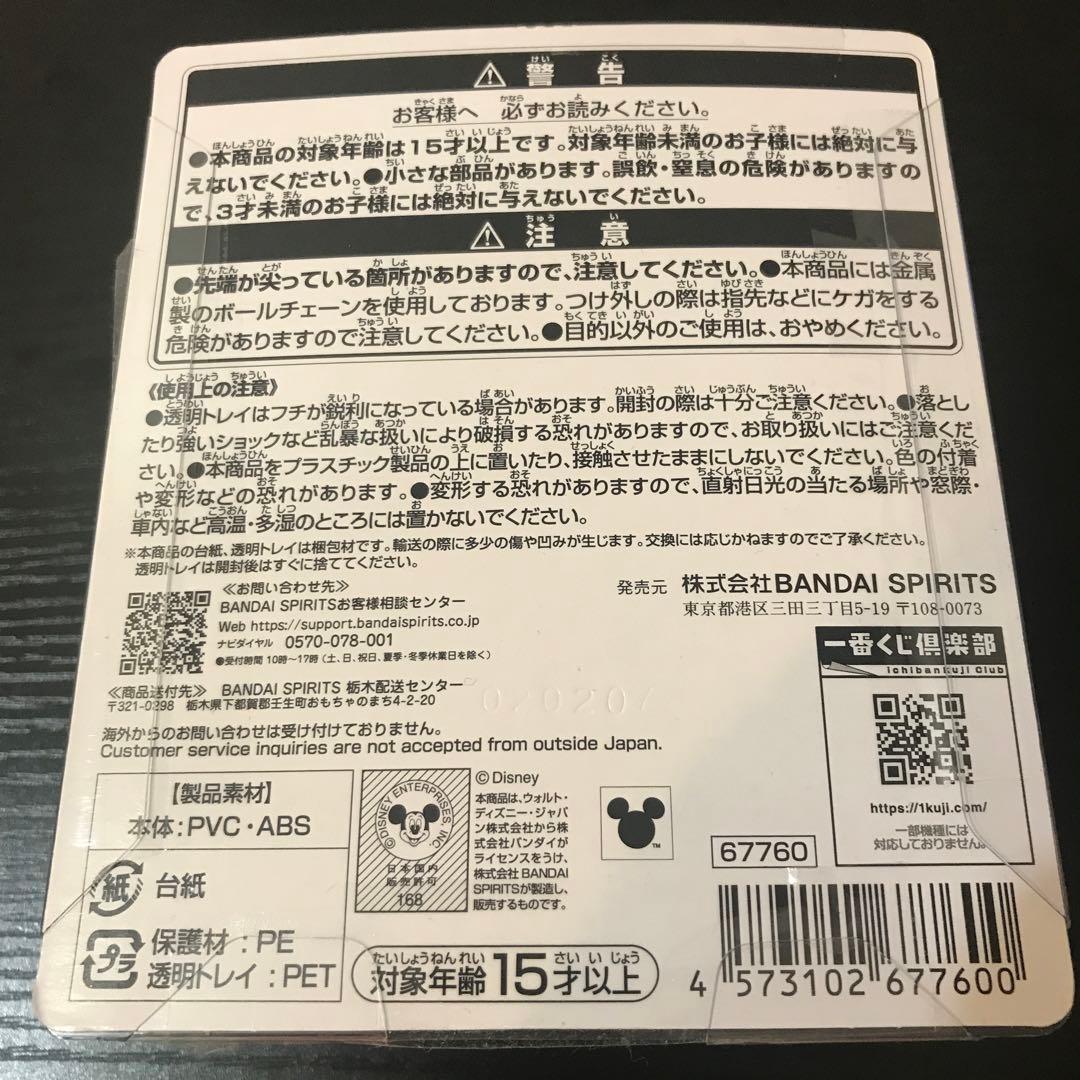 ⚠ 警告
お客様へ 必ずお読みください。
●本商品の対象年齢は15才以上です。対象年齢未満のお子様には絶対に与
えないでください。●小さな部品があります。誤飲・窒息の危険がありますの
で、3才未満のお子様には絶対に与えないでください。
⚠ 注意
●先端が尖っている箇所がありますので、注意してください。●本商品には金属
製のボールチェーンを使用しております。つけ外しの際は指先などにケガをする
危険がありますので注意してください。●目的以外のご使用は、おやめください。
《使用上の注意》
●透明トレイはフチが鋭利になっている場合があります。開封の際は十分ご注意ください。●落とし
たり強いショックなど乱暴な扱いにより破損する恐れがありますので、お取り扱いにはご注意くだ
さい。●本商品をプラスチック製品の上に置いたり、接触させたままにしないでください。色の付着
や変形などの恐れがあります。●変形する恐れがありますので、直射日光の当たる場所や窓際・
車内など高温・多湿のところには置かないでください。
※本商品の台紙、透明トレイは梱包材です。輸送の際に多少の傷や凹みが生じます。交換には応じかねますのでご了承ください。
透明トレイは開封後はすぐに捨ててください。
≪お問い合わせ先≫
BANDAI SPIRITSお客様相談センター
Web https://support.bandaispirits.co.jp
ナビダイヤル 0570-078-001
●受付時間 10時～17時(土、日、祝日、夏季・冬季休業日を除く)
≪商品送付先≫ BANDAI SPIRITS 栃木配送センター
〒321-0298 栃木県下都賀郡壬生町おもちゃのまち4-2-20
海外からのお問い合わせは受け付けておりません。
Customer service inquiries are not accepted from outside Japan.
発売元 株式会社BANDAI SPIRITS
東京都港区三田三丁目5-19 〒108-0073
一番くじ倶楽部
Ichibankuji Club
https://1kuji.com/
一部機種には
対応しておりません。
【製品素材】
本体:PVC・ABS
紙 台紙
プラ 保護材:PE
透明トレイ:PET
©DISNEY ENTERPRISES, INC.
日本国内
販売許可
168
©Disney
本商品は、ウォルト・
ディズニー・ジャパ
ン株式会社から株
式会社バンダイが
ライセンスをうけ、
株式会社 BANDAI
SPIRITSが製造し、
販売するものです。
TM
67760
対象年齢15才以上
4 573102 677600